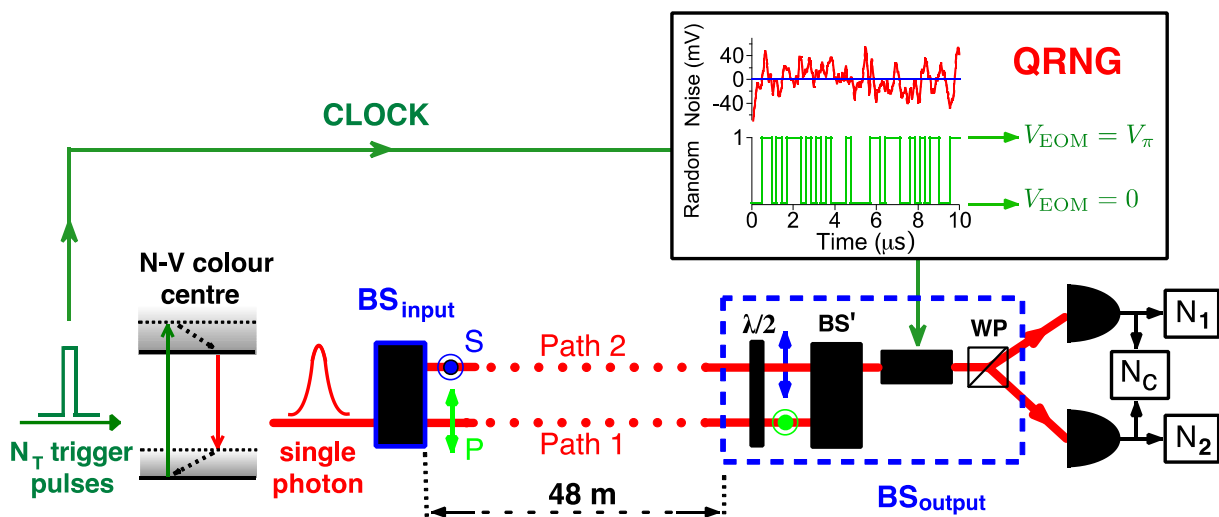 QRNG
Random Noise (mV)
40
0
-40
1
V_EOM = V_π
V_EOM = 0
0 2 4 6 8 10
Time (μs)
CLOCK
N-V colour
centre
BS_input
S
P
Path 2
Path 1
λ/2
BS'
WP
N_1
N_C
N_2
N_T trigger
pulses
single
photon
48 m
BS_output